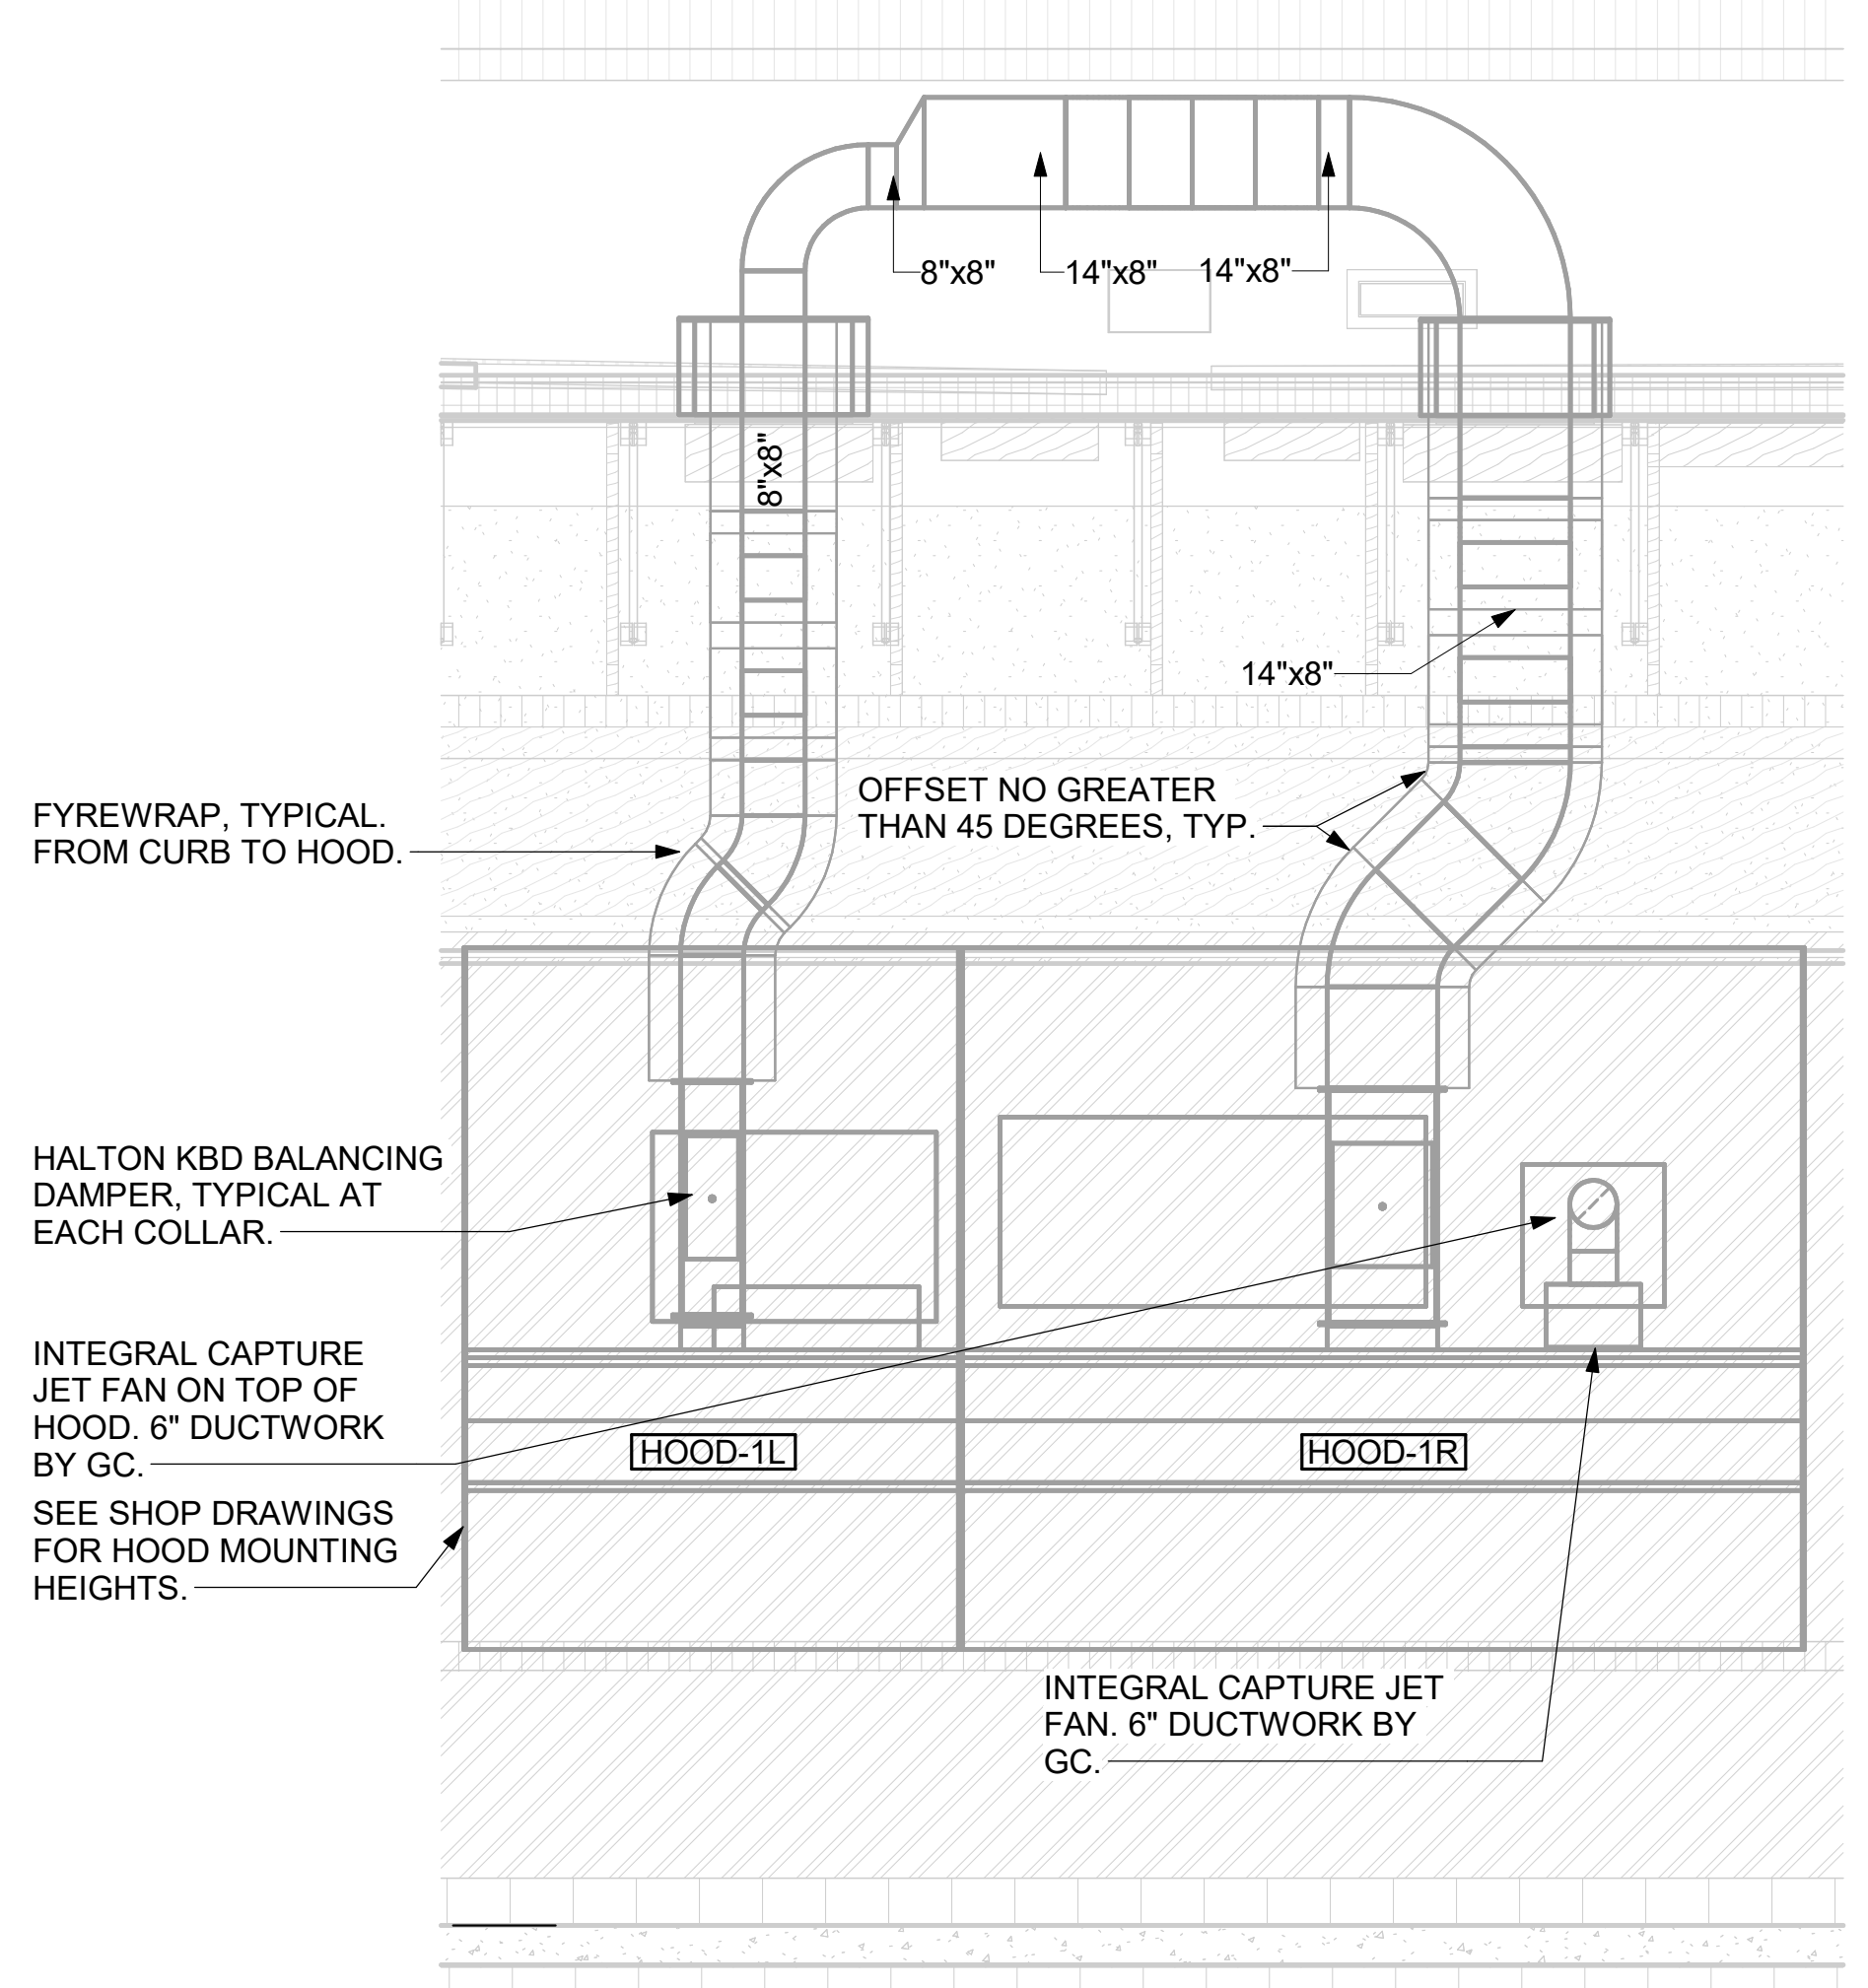 8"x8"
14"x8"
14"x8"
8"x8"
14"x8"
OFFSET NO GREATER
THAN 45 DEGREES, TYP.
FYREWRAP, TYPICAL.
FROM CURB TO HOOD.
HALTON KBD BALANCING
DAMPER, TYPICAL AT
EACH COLLAR.
INTEGRAL CAPTURE
JET FAN ON TOP OF
HOOD. 6" DUCTWORK
BY GC.
HOOD-1L
HOOD-1R
SEE SHOP DRAWINGS
FOR HOOD MOUNTING
HEIGHTS.
INTEGRAL CAPTURE JET
FAN. 6" DUCTWORK BY
GC.